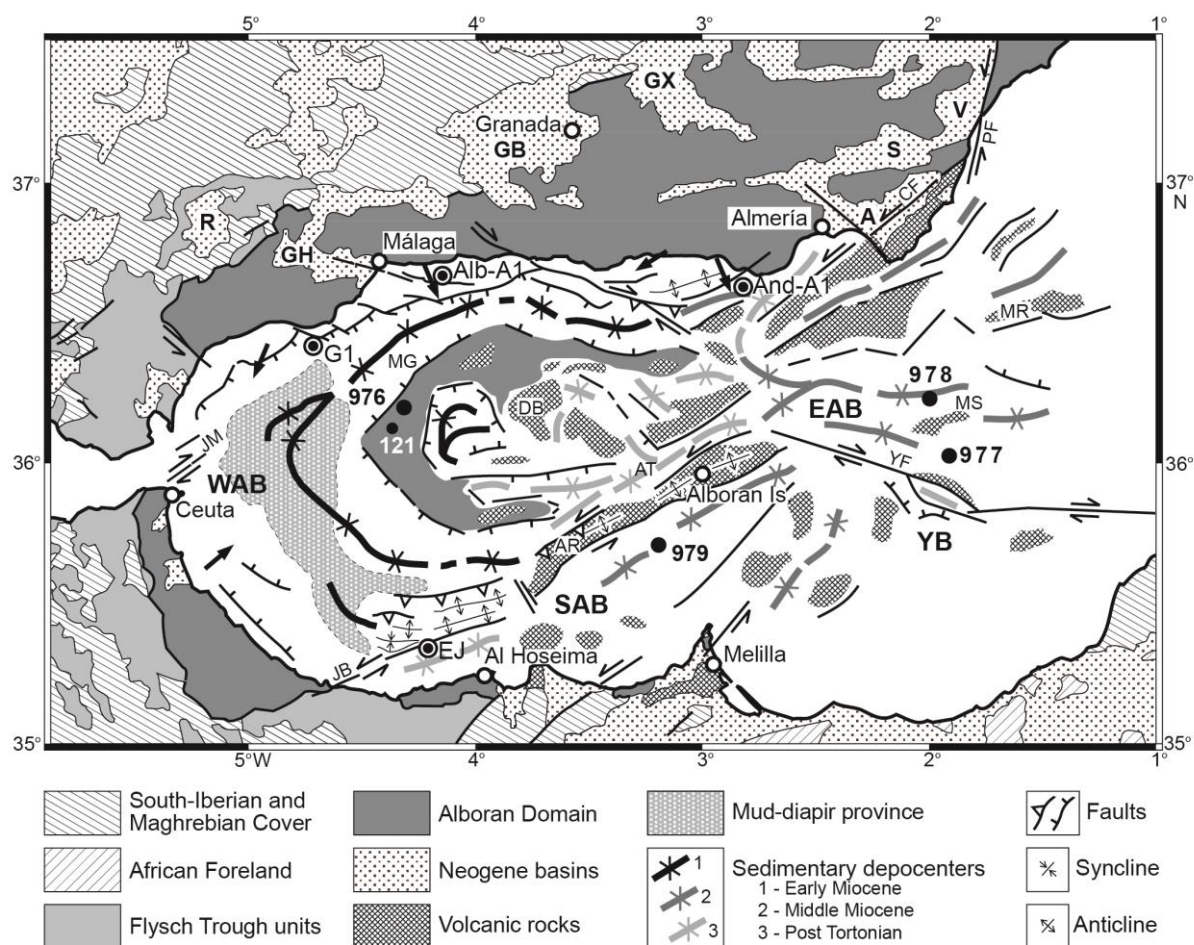 5°
4°
3°
2°
1°
GX
Granada
GB
V
PF
S
37°
37°
N
CF
R
Almería
A
Málaga
GH
Alb-A1
And-A1
MR
G1
MG
978
976
DB
EAB
MS
121
977
JM
36°
36°
WAB
AT
YF
Ceuta
Alboran Is
YB
AR
979
SAB
EJ
Al Hoseima
Melilla
JB
35°
35°
5°W
4°
3°
2°
1°
South-Iberian and
Maghrebian Cover
Alboran Domain
Mud-diapir province
Faults
African Foreland
Neogene basins
1
2
3
Sedimentary depocenters
1 - Early Miocene
2 - Middle Miocene
3 - Post Tortonian
Syncline
Flysch Trough units
Volcanic rocks
Anticline